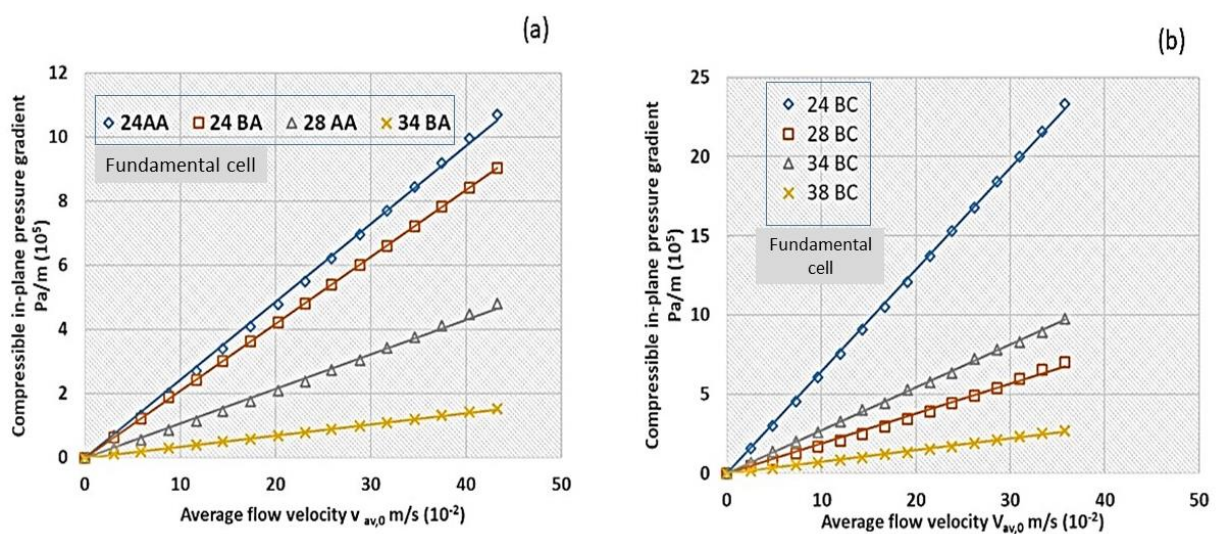 (a)
Compressible in-plane pressure gradient
Pa/m (10⁵)
12
10
8
6
4
2
0
24AA 24 BA 28 AA 34 BA
Fundamental cell
0 10 20 30 40 50
Average flow velocity v av,0 m/s (10⁻²)
(b)
Compressible in-plane pressure gradient
Pa/m (10⁵)
25
20
15
10
5
0
24 BC
28 BC
34 BC
38 BC
Fundamental
cell
0 10 20 30 40 50
Average flow velocity Vav,0 m/s (10⁻²)